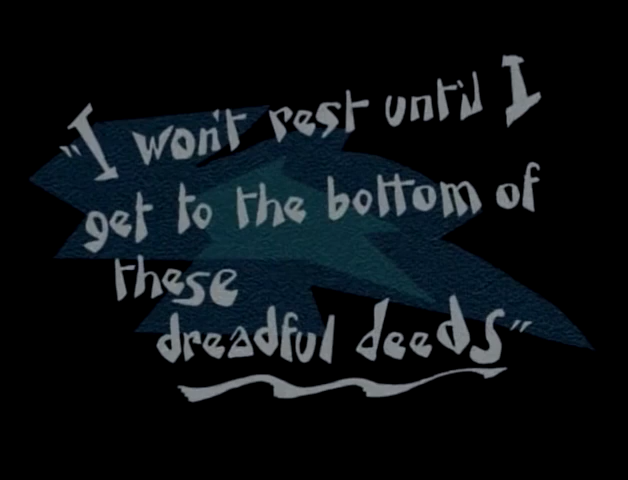 "I won't rest until I
get to the bottom of
these
dreadful deeds"